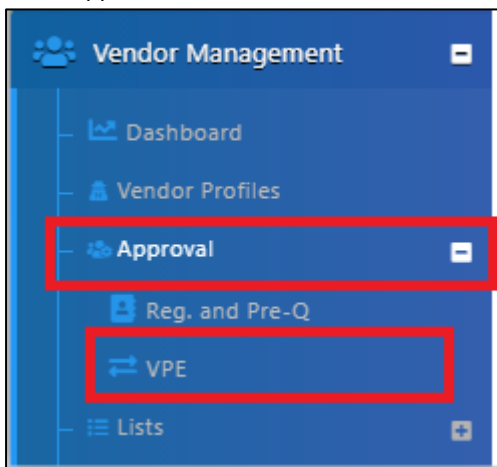 Vendor Management
Dashboard
Vendor Profiles
Approval
Reg. and Pre-Q
VPE
Lists